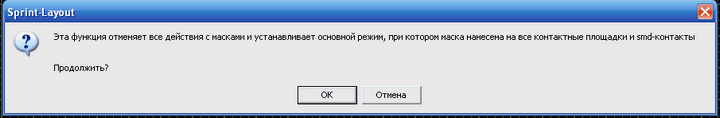 Sprint-Layout
Эта функция отменяет все действия с масками и устанавливает основной режим, при котором маска нанесена на все контактные площадки и smd-контакты
Продолжить?
OK
Отмена